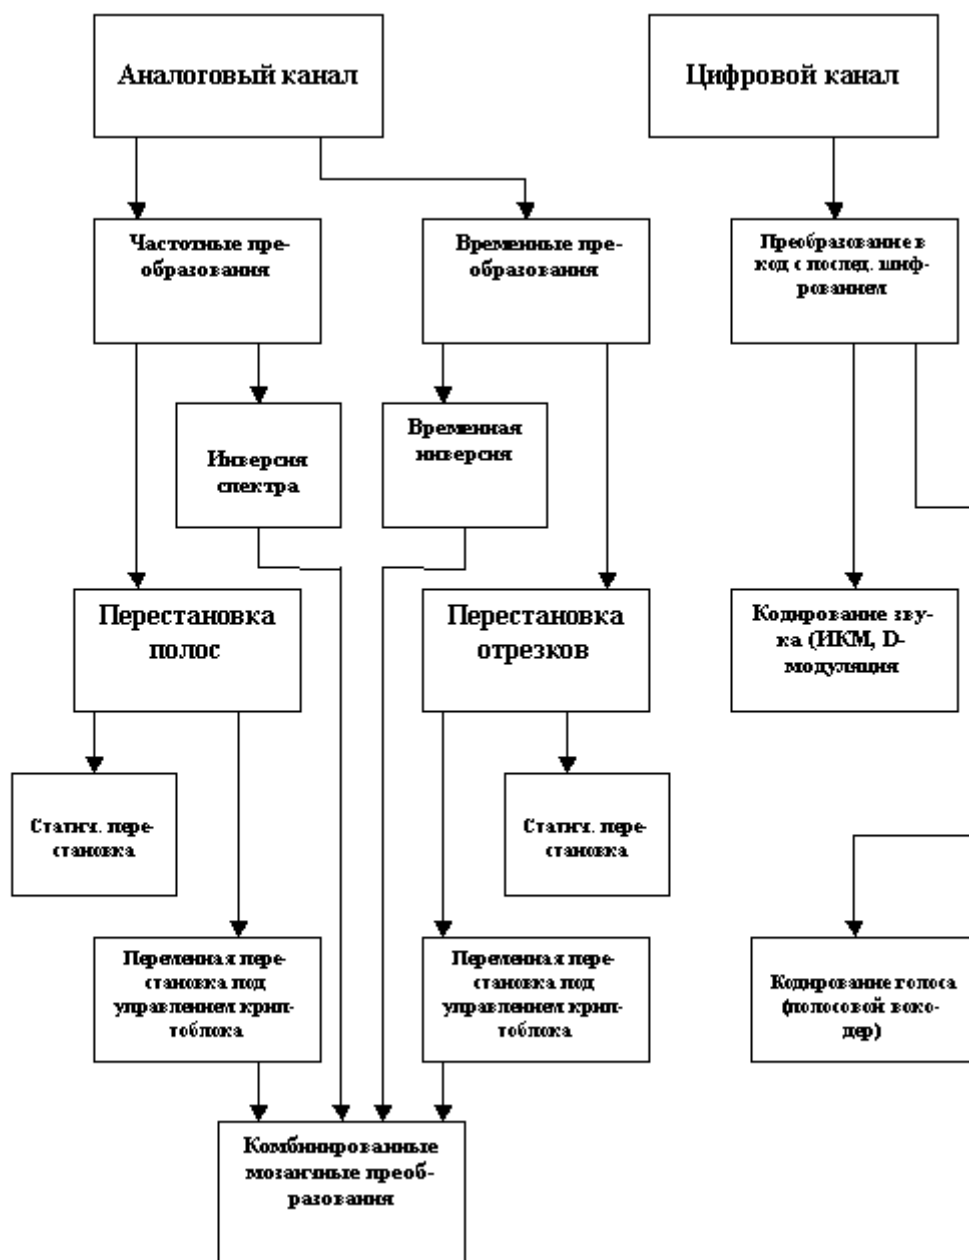 Аналоговый канал
Цифровой канал
Частотные пре-
образования
Временные пре-
образования
Преобразование в
код с послед. шиф-
рованием
Инверсия
спектра
Временная
инверсия
Перестановка
полос
Перестановка
отрезков
Кодирование зву-
ка (ИКМ, D-
модуляция
Статич. пере-
становка
Статич. пере-
становка
Переменная пере-
становка под
управлением крип-
тоблока
Переменная пере-
становка под
управлением крип-
тоблока
Кодирование голоса
(полосовой воко-
дер)
Комбинированные
мозаичные преоб-
разования